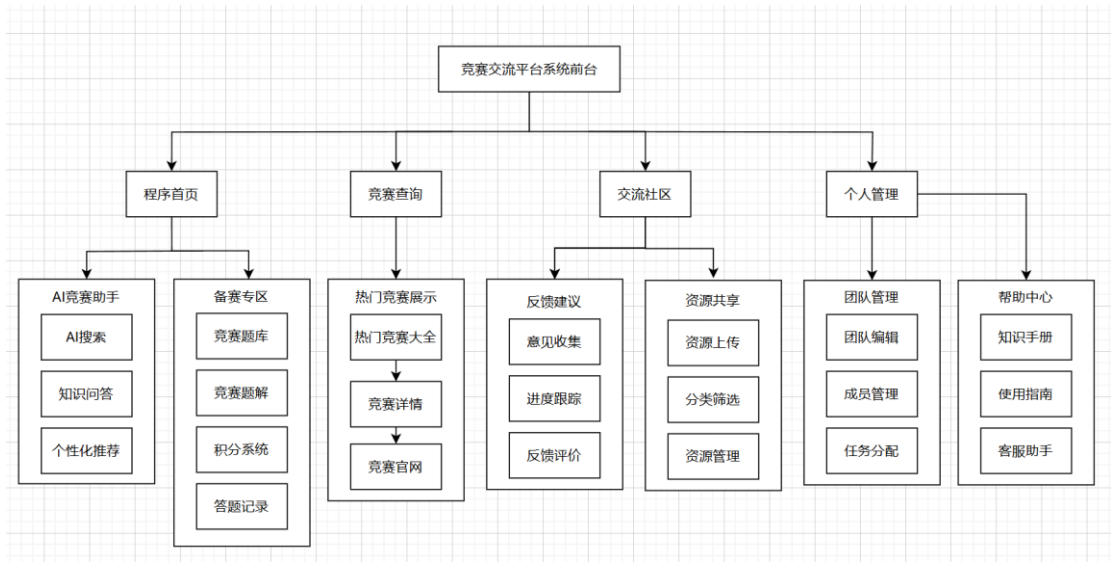 竞赛交流平台系统前台
程序首页
竞赛查询
交流社区
个人管理
AI竞赛助手
AI搜索
知识问答
个性化推荐
备赛专区
竞赛题库
竞赛题解
积分系统
答题记录
热门竞赛展示
热门竞赛大全
竞赛详情
竞赛官网
反馈建议
意见收集
进度跟踪
反馈评价
资源共享
资源上传
分类筛选
资源管理
团队管理
团队编辑
成员管理
任务分配
帮助中心
知识手册
使用指南
客服助手